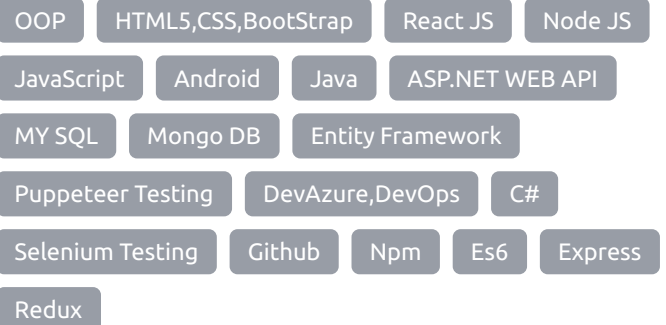 OOP HTML5,CSS,BootStrap React JS Node JS
JavaScript Android Java ASP.NET WEB API
MY SQL Mongo DB Entity Framework
Puppeteer Testing DevAzure,DevOps C#
Selenium Testing Github Npm Es6 Express
Redux